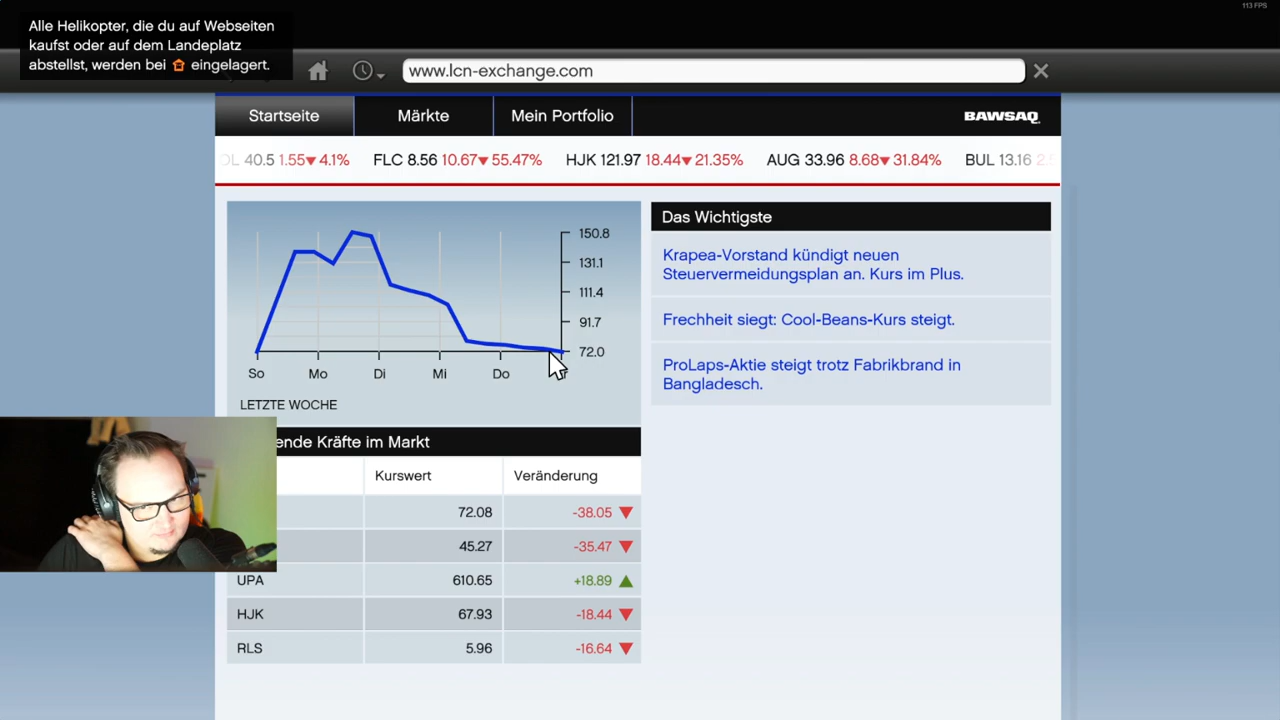 113 FPS
Alle Helikopter, die du auf Webseiten
kaufst oder auf dem Landeplatz
abstellst, werden bei eingelagert.
www.lcn-exchange.com
Startseite Märkte Mein Portfolio BAWSAQ
OL 40.5 1.55 4.1% FLC 8.56 10.67 55.47% HJK 121.97 18.44 21.35% AUG 33.96 8.68 31.84% BUL 13.16
150.8
131.1
111.4
91.7
72.0
So Mo Di Mi Do
LETZTE WOCHE
Das Wichtigste
Krapea-Vorstand kündigt neuen
Steuervermeidungsplan an. Kurs im Plus.
Frechheit siegt: Cool-Beans-Kurs steigt.
ProLaps-Aktie steigt trotz Fabrikbrand in
Bangladesch.
ende Kräfte im Markt
Kurswert Veränderung
72.08 -38.05
45.27 -35.47
UPA 610.65 +18.89
HJK 67.93 -18.44
RLS 5.96 -16.64